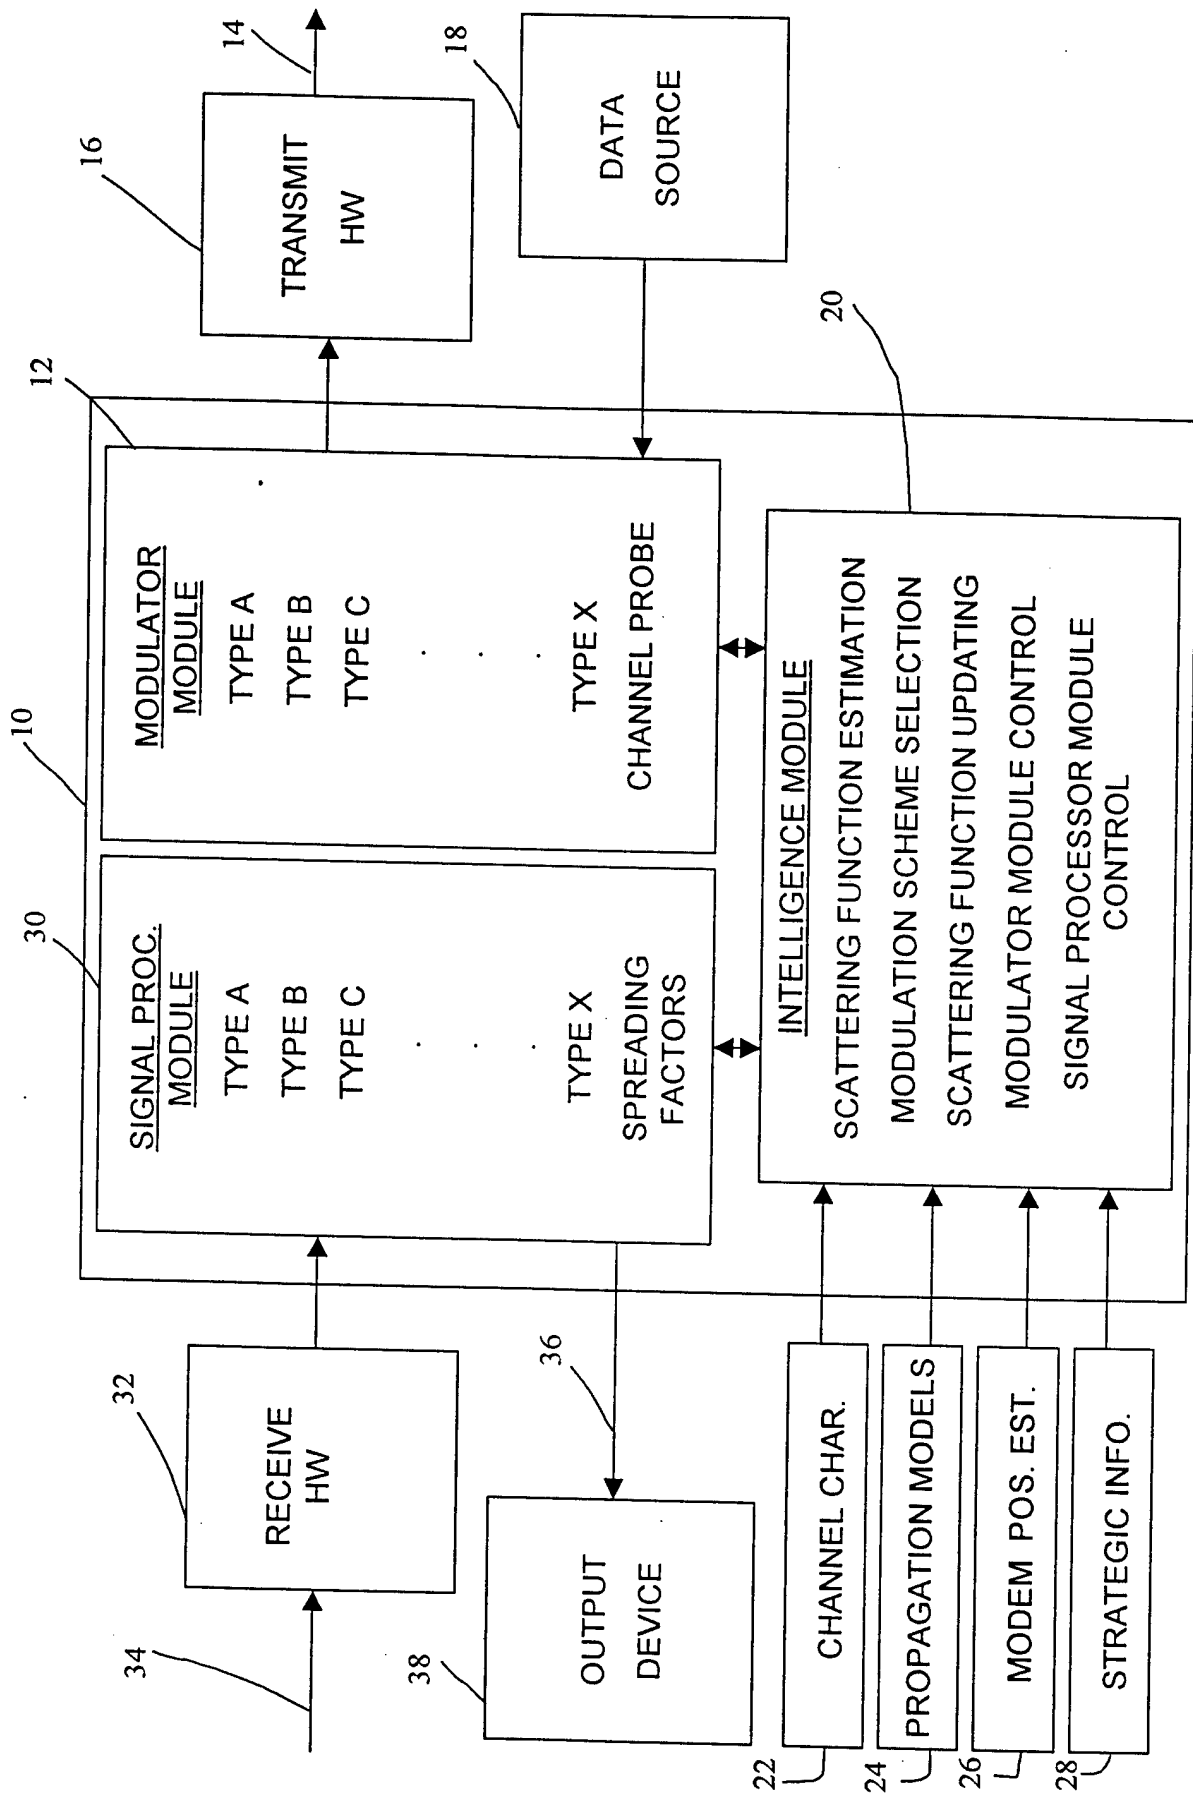 10
30
SIGNAL PROC.
MODULE
TYPE A
TYPE B
TYPE C
.
.
.
TYPE X
SPREADING
FACTORS
12
MODULATOR
MODULE
TYPE A
TYPE B
TYPE C
.
.
.
TYPE X
CHANNEL PROBE
16
TRANSMIT
HW
14
18
DATA
SOURCE
32
RECEIVE
HW
34
36
38
OUTPUT
DEVICE
20
INTELLIGENCE MODULE
SCATTERING FUNCTION ESTIMATION
MODULATION SCHEME SELECTION
SCATTERING FUNCTION UPDATING
MODULATOR MODULE CONTROL
SIGNAL PROCESSOR MODULE
CONTROL
22
CHANNEL CHAR.
24
PROPAGATION MODELS
26
MODEM POS. EST.
28
STRATEGIC INFO.